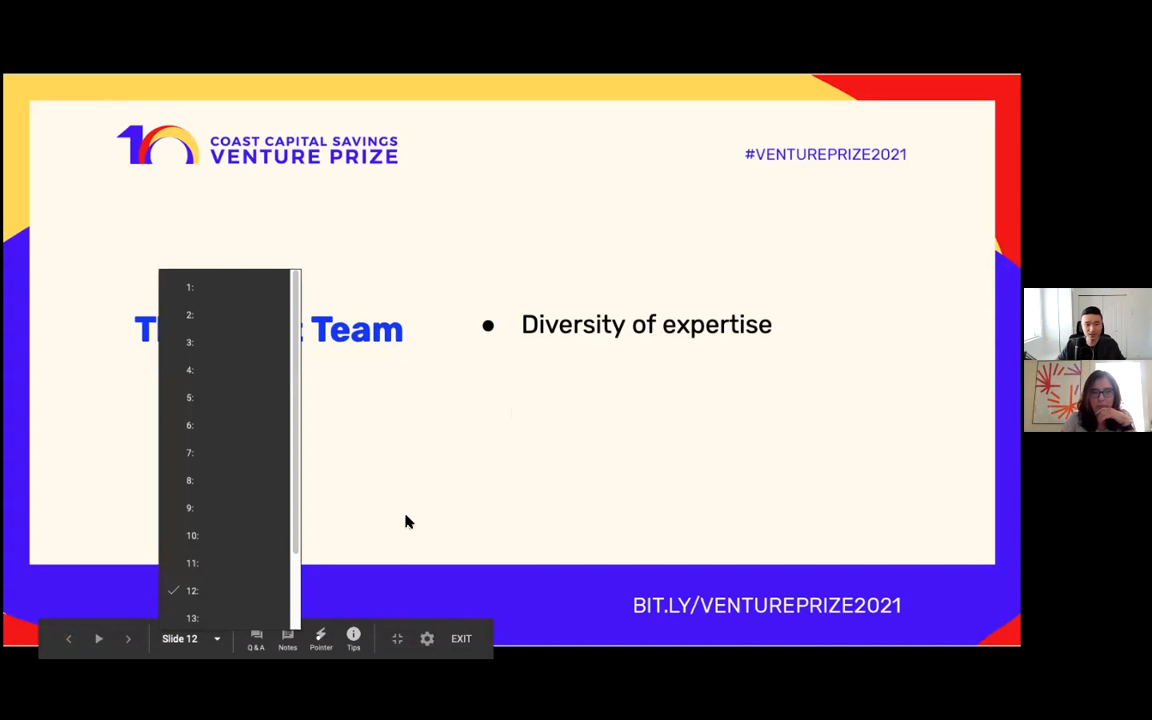 10
COAST CAPITAL SAVINGS
VENTURE PRIZE
#VENTUREPRIZE2021
Team
● Diversity of expertise
1:
2:
3:
4:
5:
6:
7:
8:
9:
10:
11:
12:
13:
BIT.LY/VENTUREPRIZE2021
Slide 12
Q & A
Notes
Pointer
Tips
EXIT